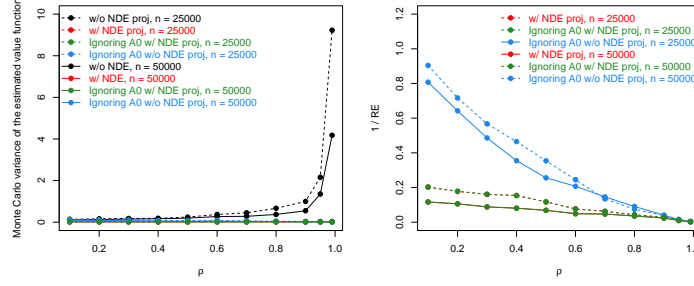 Monte Carlo variance of the estimated value function
10
8
6
4
2
0
w/o NDE proj, n = 25000
w/ NDE proj, n = 25000
Ignoring A0 w/ NDE proj, n = 25000
Ignoring A0 w/o NDE proj, n = 25000
w/o NDE, n = 50000
w/ NDE, n = 50000
Ignoring A0 w/ NDE proj, n = 50000
Ignoring A0 w/o NDE proj, n = 50000
0.2
0.4
0.6
0.8
1.0
ρ
1 / RE
1.2
1.0
0.8
0.6
0.4
0.2
0.0
w/ NDE proj, n = 25000
Ignoring A0 w/ NDE proj, n = 25000
Ignoring A0 w/o NDE proj, n = 25000
w/ NDE proj, n = 50000
Ignoring A0 w/ NDE proj, n = 50000
Ignoring A0 w/o NDE proj, n = 50000
0.2
0.4
0.6
0.8
ρ